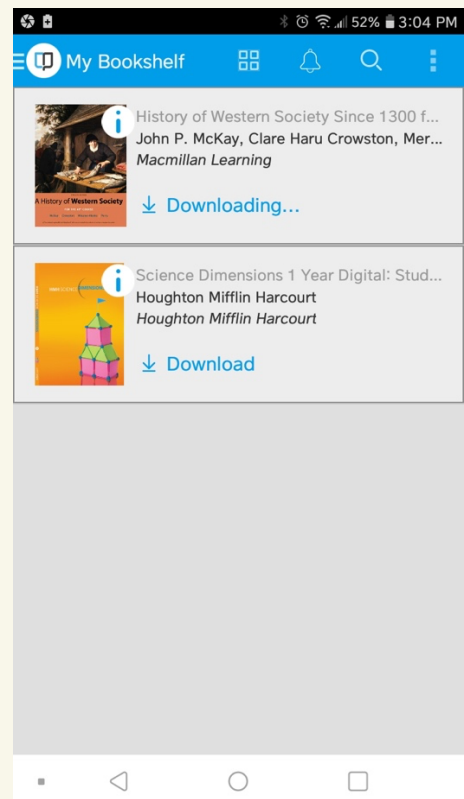 52% 3:04 PM
My Bookshelf
History of Western Society Since 1300 f...
John P. McKay, Clare Haru Crowston, Mer...
Macmillan Learning
A History of Western Society
Downloading...
Science Dimensions 1 Year Digital: Stud...
Houghton Mifflin Harcourt
Houghton Mifflin Harcourt
Download